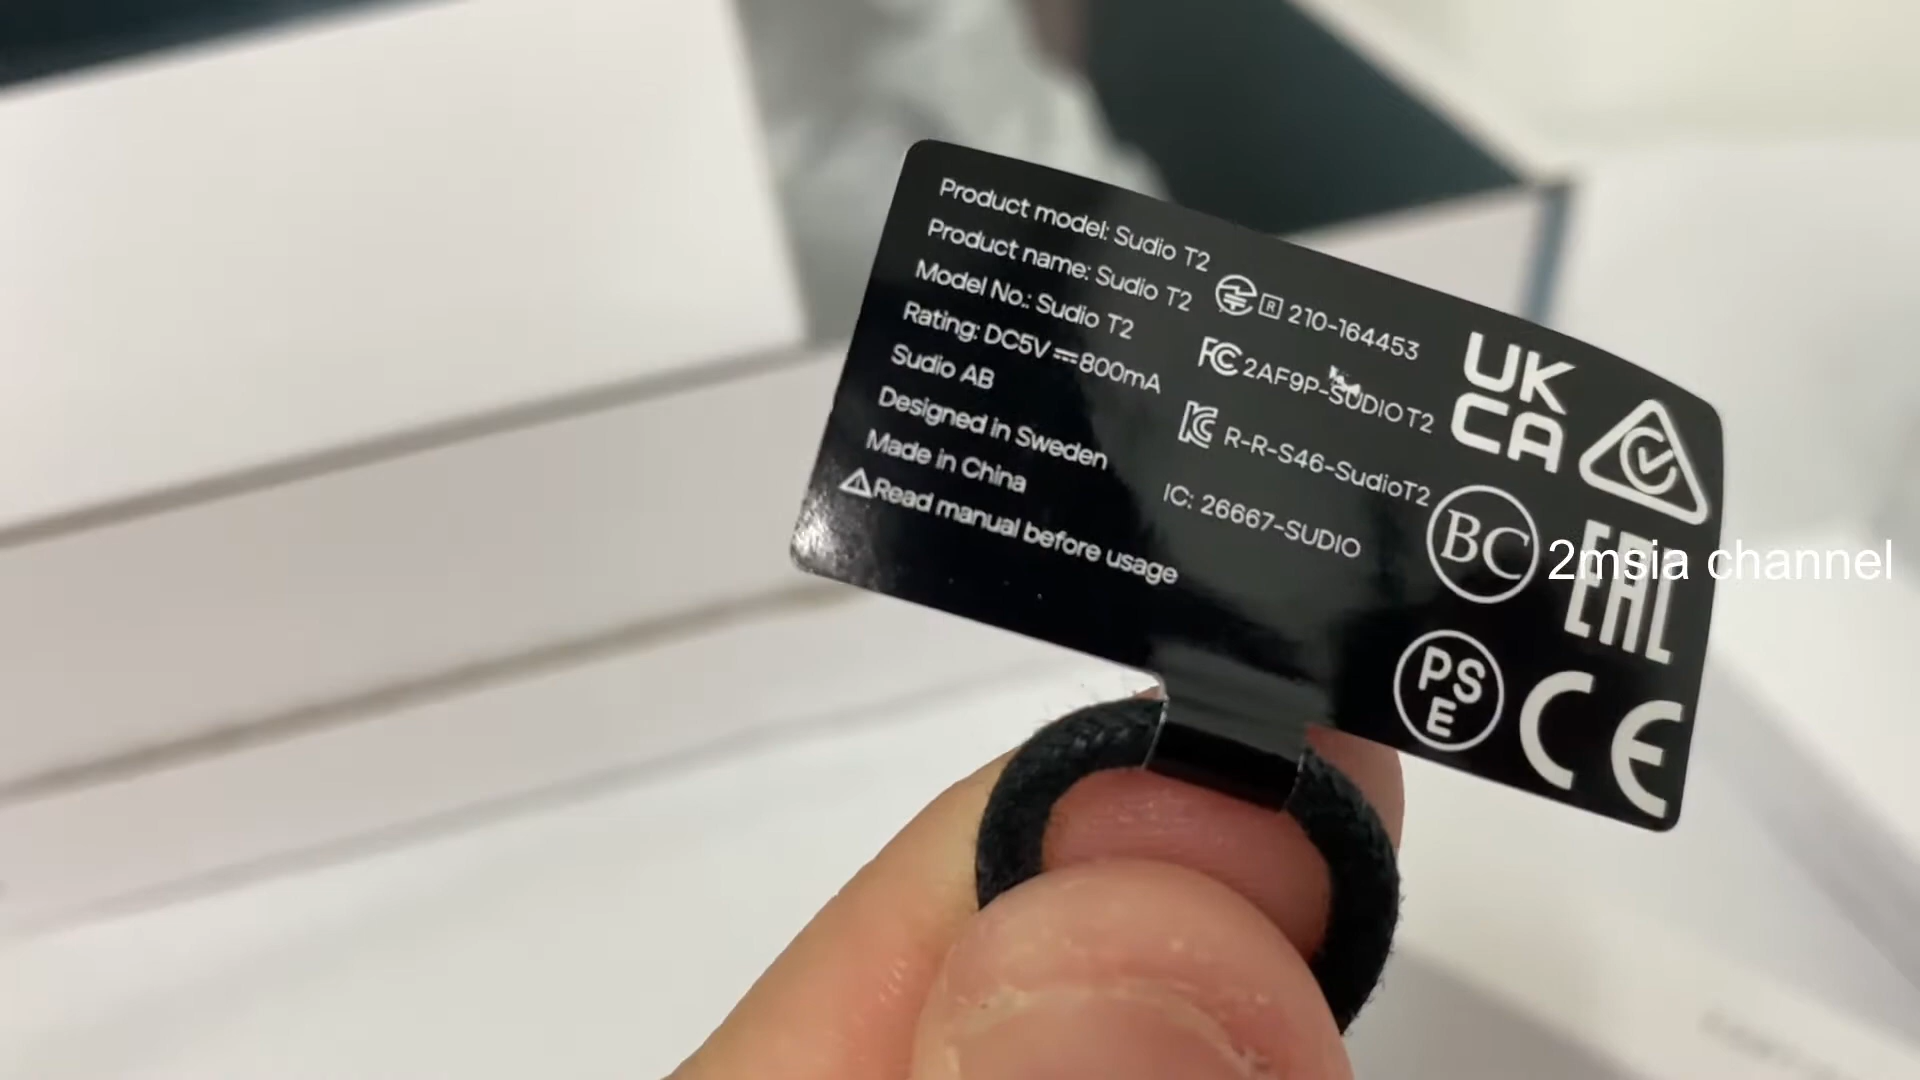 Product model: Sudio T2
Product name: Sudio T2
Model No.: Sudio T2
Rating: DC5V⎓800mA
Sudio AB
Designed in Sweden
Made in China
⚠Read manual before usage
R 210-164453
FC 2AF9P-SUDIOT2
R-R-S46-SudioT2
IC: 26667-SUDIO
UK
CA
BC
EAC
PS
E
CE
2msia channel